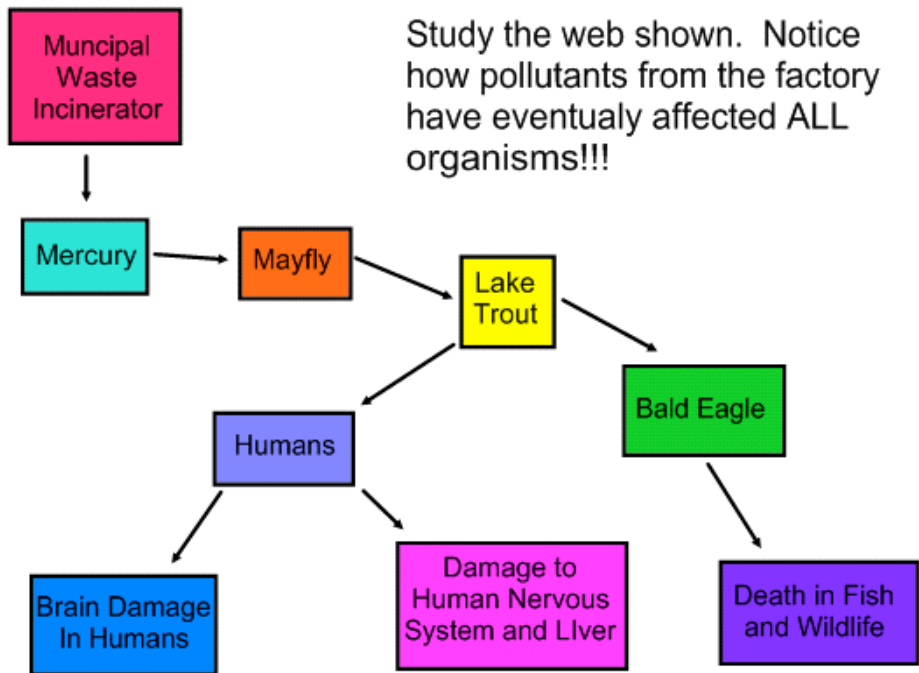 Muncipal
Waste
Incinerator
Study the web shown.  Notice
how pollutants from the factory
have eventualy affected ALL
organisms!!!
Mercury
Mayfly
Lake
Trout
Bald Eagle
Humans
Brain Damage
In Humans
Damage to
Human Nervous
System and LIver
Death in Fish
and Wildlife